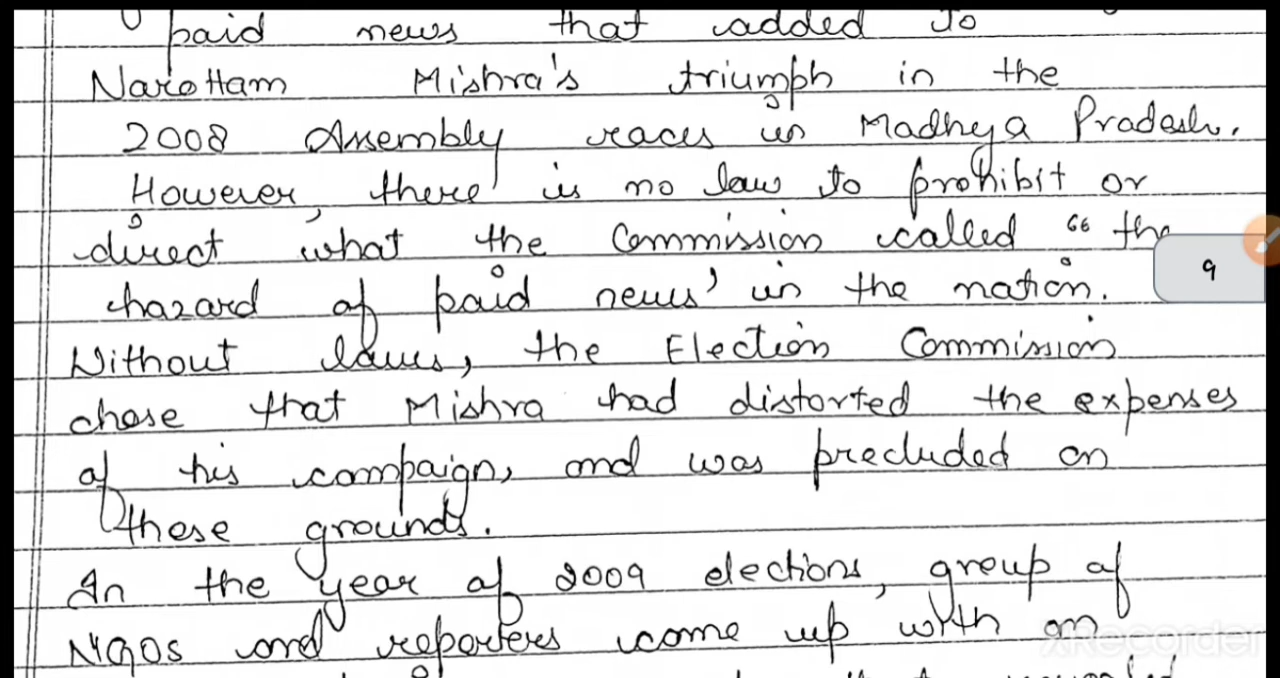 paid news that added to
Narottam Mishra's triumph in the
2008 Assembly races in Madhya Pradesh.
However, there is no law to prohibit or
direct what the Commission called “the
hazard of paid news’ in the nation.
9
Without laws, the Election Commission
chose that Mishra had distorted the expenses
of his campaign, and was precluded on
these grounds.
In the year of 2009 elections, group of
NGOs and reporters come up with an
XRecorder